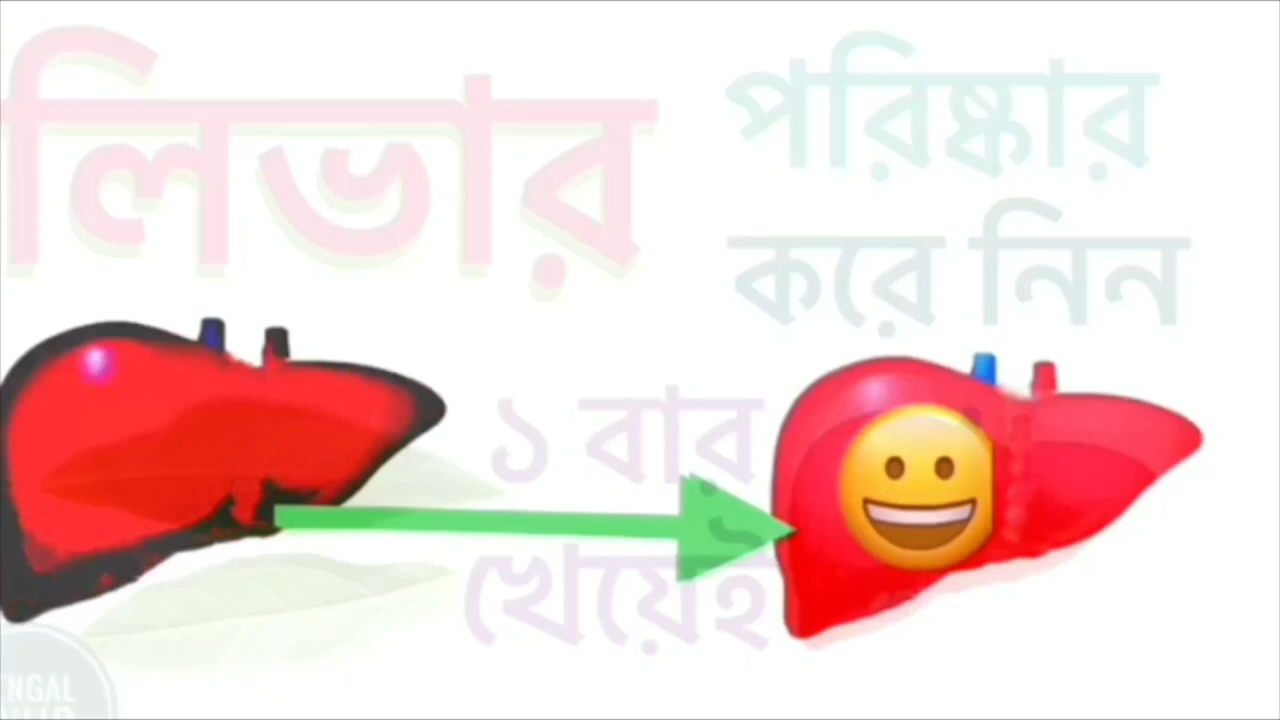 লিভার
পরিষ্কার
করে নিন
১ বার
খেয়েই